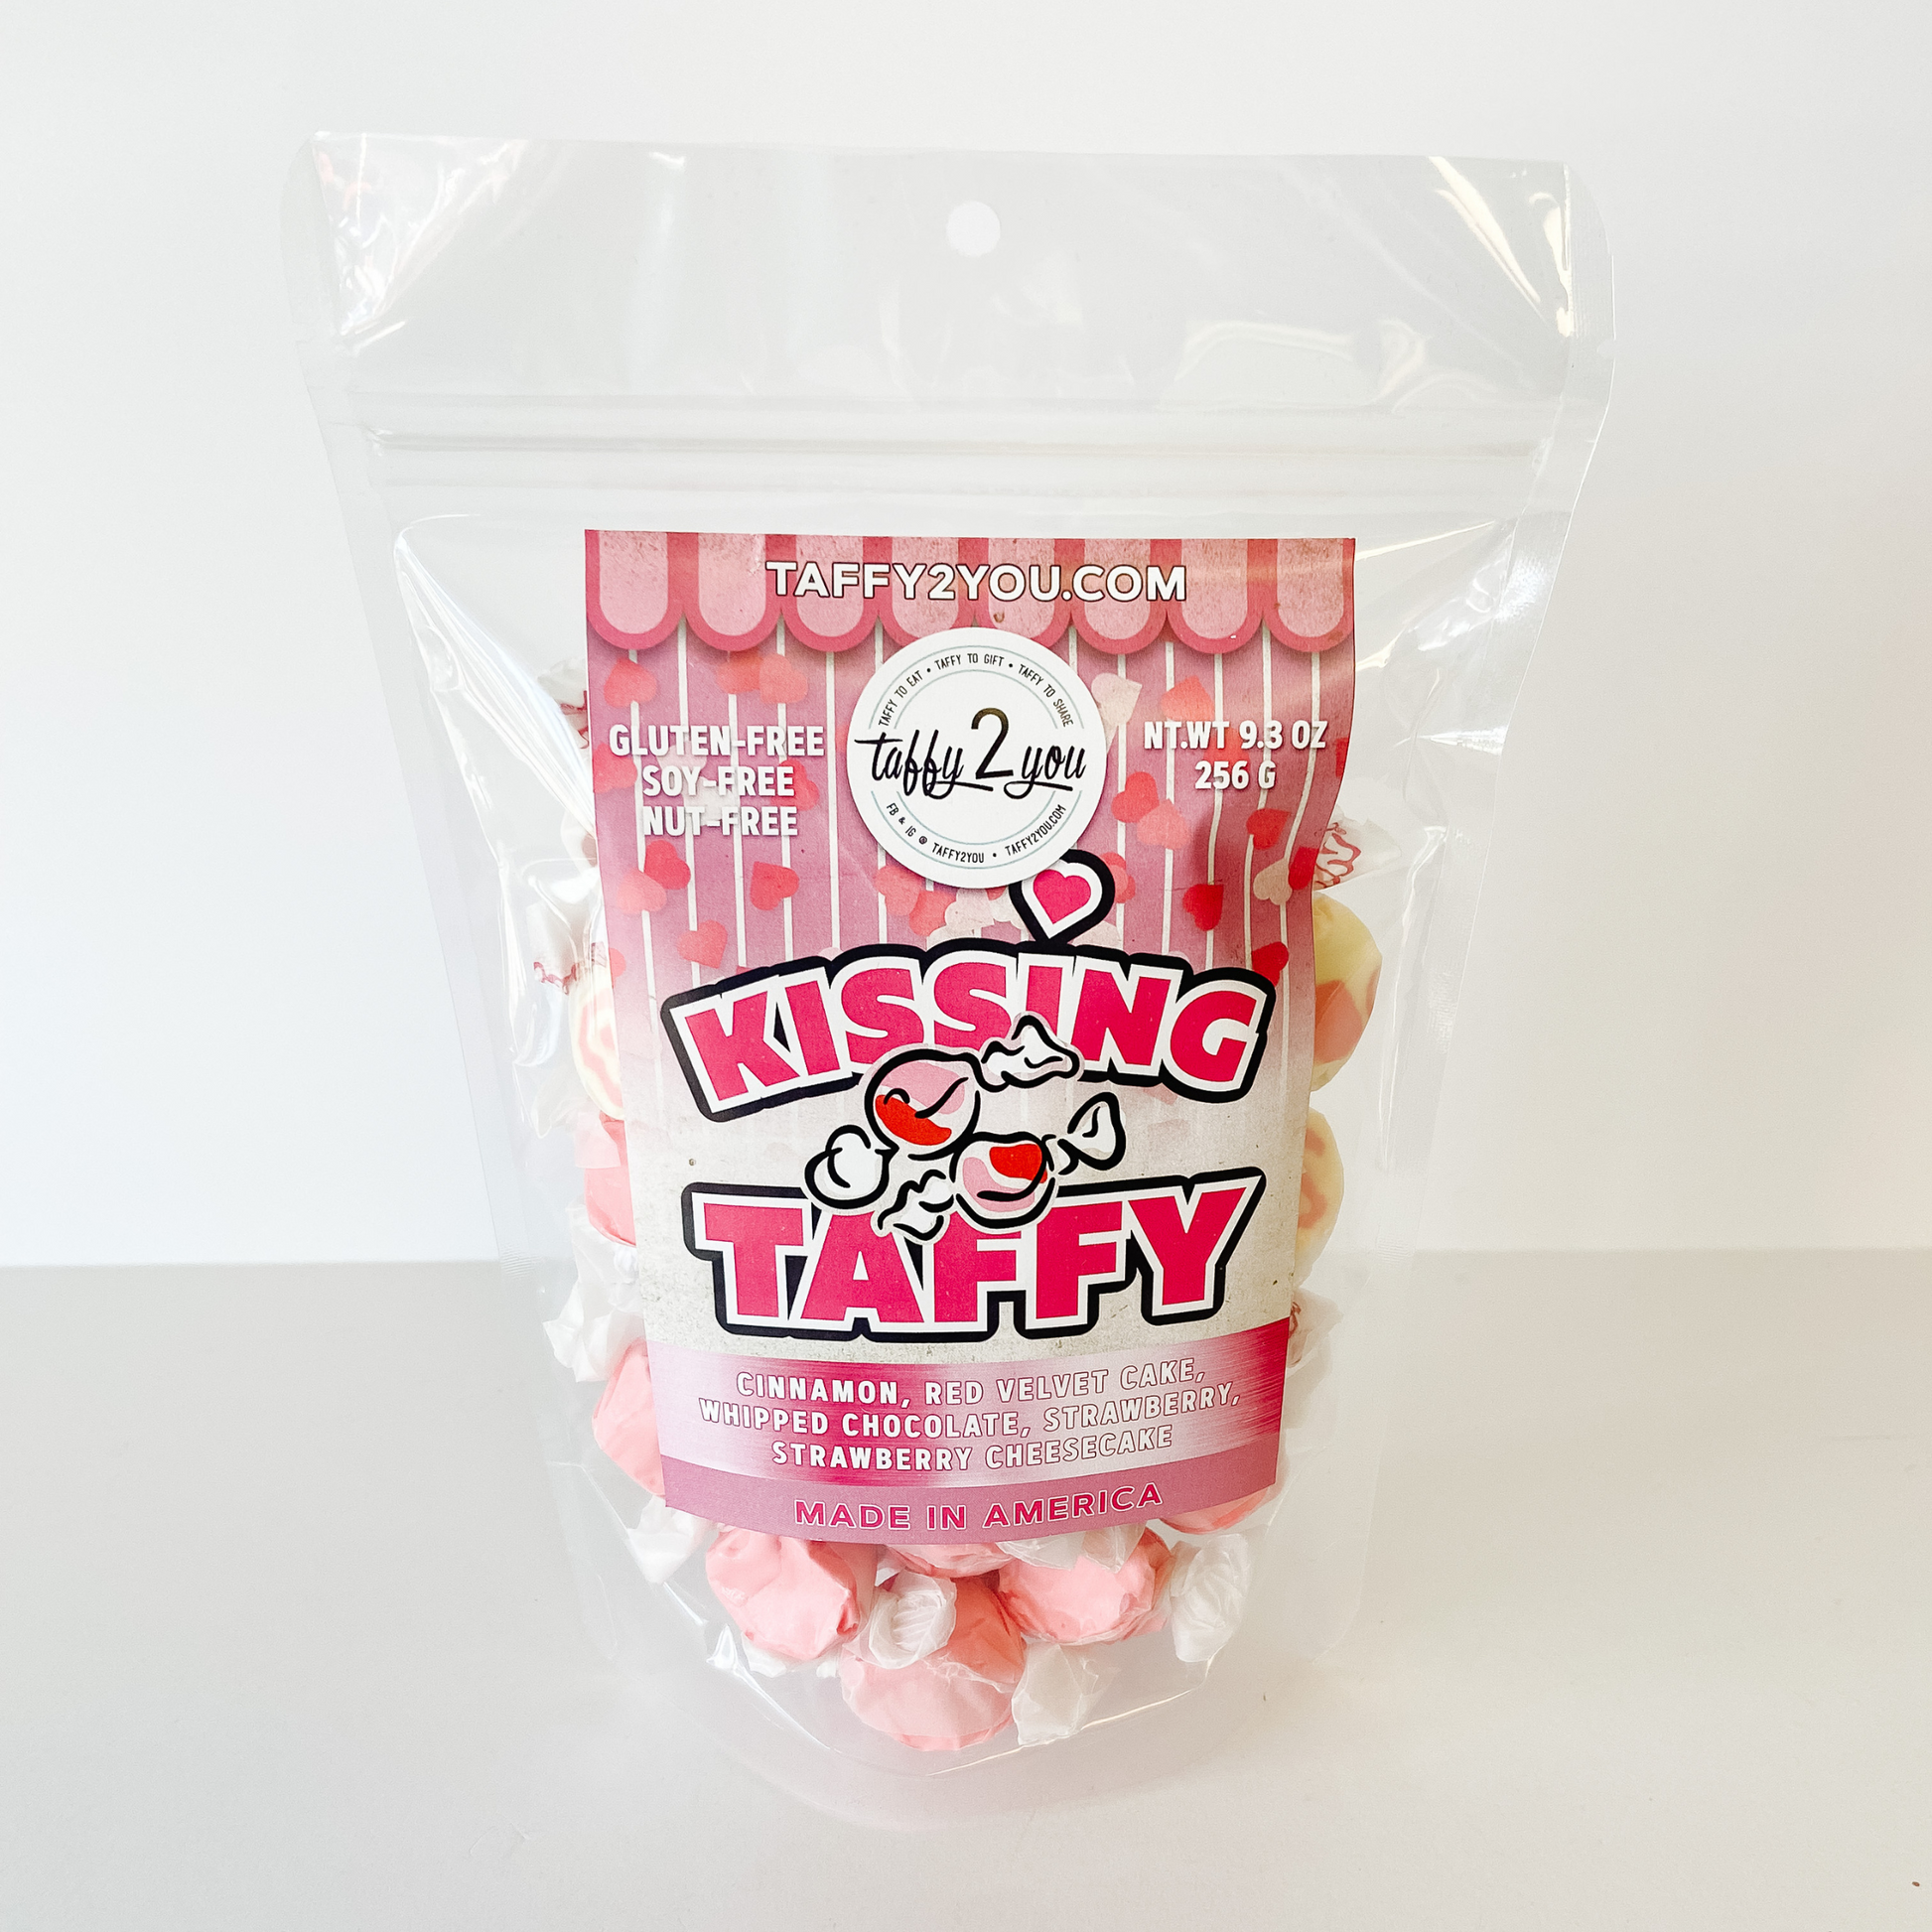 TAFFY2YOU.COM
TAFFY TO EAT • TAFFY TO GIFT • TAFFY TO SHARE
taffy 2 you
FB & IG @ TAFFY2YOU • TAFFY2YOU.COM
GLUTEN-FREE
SOY-FREE
NUT-FREE
NT.WT 9.3 OZ
256 G
KISSING
TAFFY
CINNAMON, RED VELVET CAKE,
WHIPPED CHOCOLATE, STRAWBERRY,
STRAWBERRY CHEESECAKE
MADE IN AMERICA